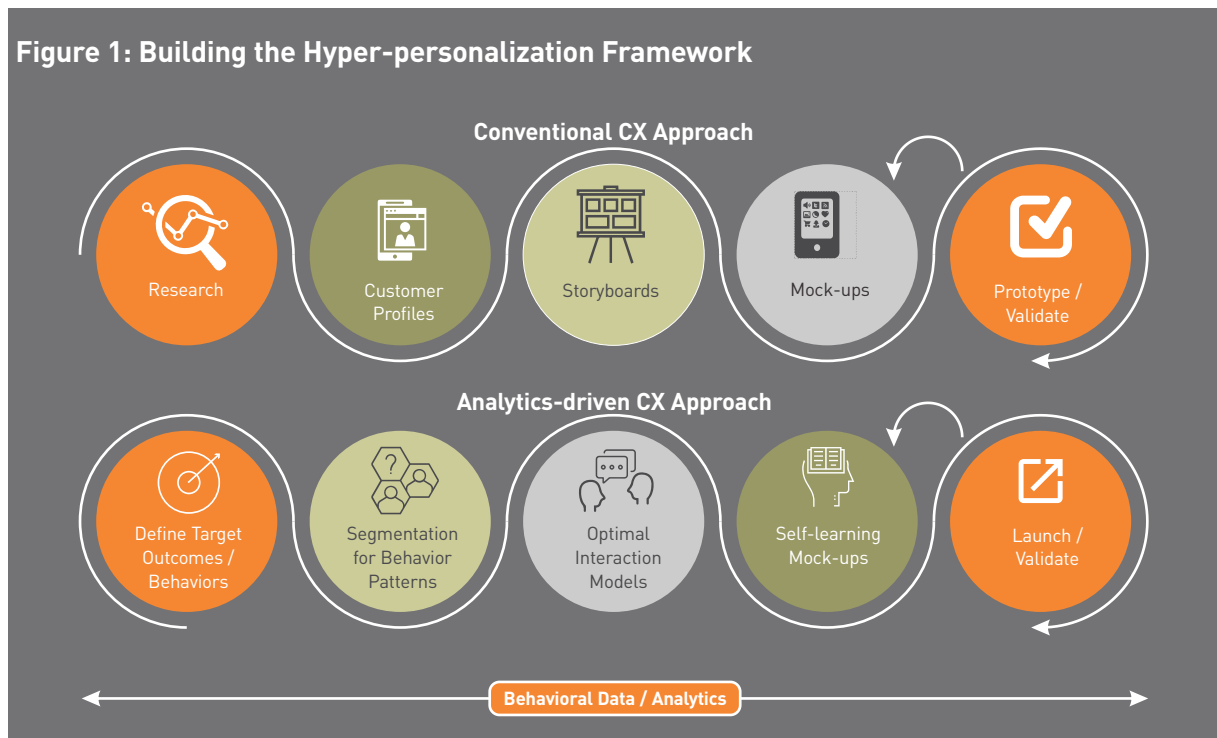 Figure 1: Building the Hyper-personalization Framework
Conventional CX Approach
Research
Customer
Profiles
Storyboards
Mock-ups
Prototype /
Validate
Analytics-driven CX Approach
?
Define Target
Outcomes /
Behaviors
Segmentation
for Behavior
Patterns
Optimal
Interaction
Models
Self-learning
Mock-ups
Launch /
Validate
Behavioral Data / Analytics